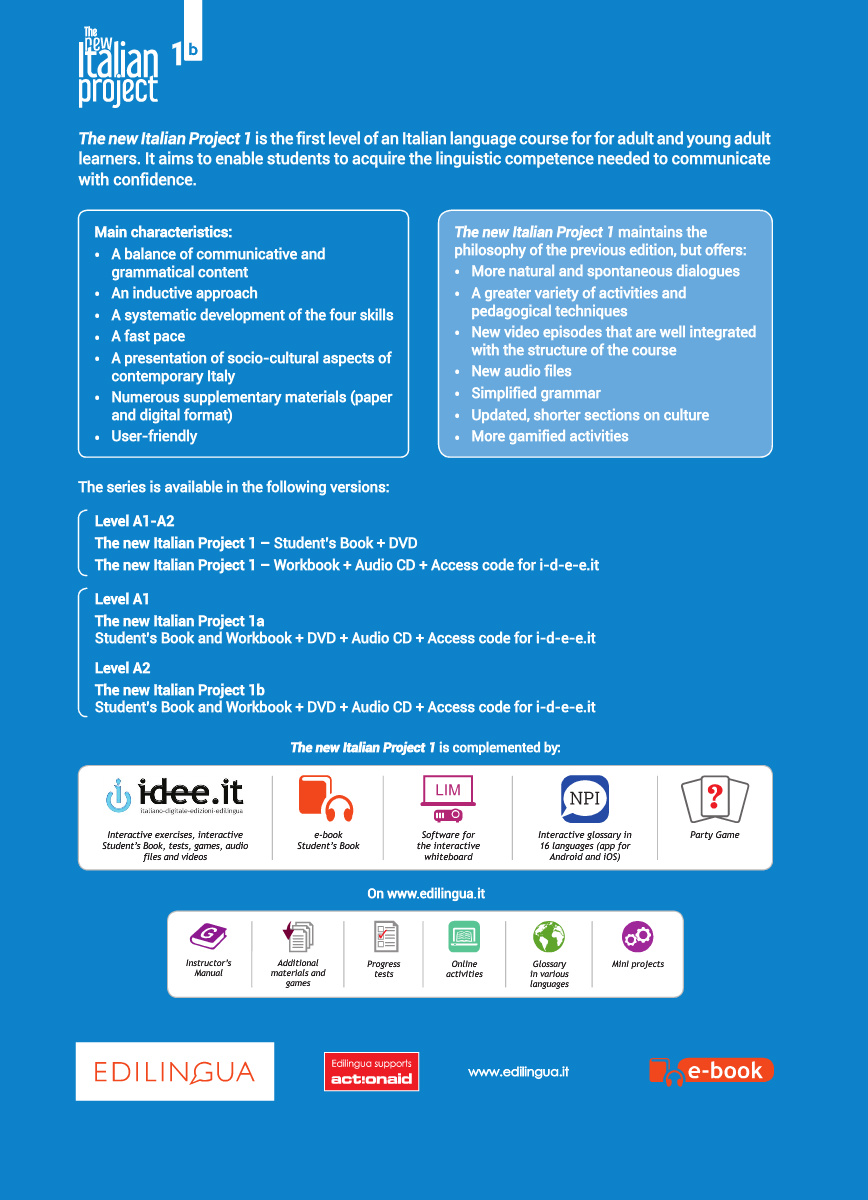 The
new
Italian
project
1 b
The new Italian Project 1 is the first level of an Italian language course for for adult and young adult
learners. It aims to enable students to acquire the linguistic competence needed to communicate
with confidence.
Main characteristics:
• A balance of communicative and
grammatical content
• An inductive approach
• A systematic development of the four skills
• A fast pace
• A presentation of socio-cultural aspects of
contemporary Italy
• Numerous supplementary materials (paper
and digital format)
• User-friendly
The new Italian Project 1 maintains the
philosophy of the previous edition, but offers:
• More natural and spontaneous dialogues
• A greater variety of activities and
pedagogical techniques
• New video episodes that are well integrated
with the structure of the course
• New audio files
• Simplified grammar
• Updated, shorter sections on culture
• More gamified activities
The series is available in the following versions:
Level A1-A2
The new Italian Project 1 – Student's Book + DVD
The new Italian Project 1 – Workbook + Audio CD + Access code for i-d-e-e.it
Level A1
The new Italian Project 1a
Student's Book and Workbook + DVD + Audio CD + Access code for i-d-e-e.it
Level A2
The new Italian Project 1b
Student's Book and Workbook + DVD + Audio CD + Access code for i-d-e-e.it
The new Italian Project 1 is complemented by:
i-d-e-e.it
italiano-digitale-edizioni-edilingua
Interactive exercises, interactive
Student's Book, tests, games, audio
files and videos
e-book
Student's Book
LIM
Software for
the interactive
whiteboard
NPI
Interactive glossary in
16 languages (app for
Android and iOS)
?
Party Game
On www.edilingua.it
G
Instructor's
Manual
Additional
materials and
games
Progress
tests
Online
activities
Glossary
in various
languages
Mini projects
EDILINGUA
Edilingua supports
act!onaid
www.edilingua.it
e-book